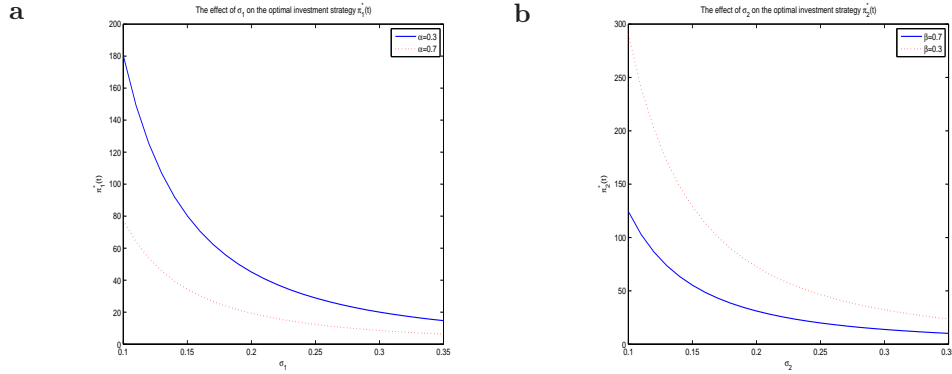 a
The effect of σ1 on the optimal investment strategy π1*(t)
α=0.3
α=0.7
200
180
160
140
120
100
80
60
40
20
0
π1*(t)
0.1 0.15 0.2 0.25 0.3 0.35
σ1
b
The effect of σ2 on the optimal investment strategy π2*(t)
β=0.7
β=0.3
300
250
200
150
100
50
0
π2*(t)
0.1 0.15 0.2 0.25 0.3 0.35
σ2